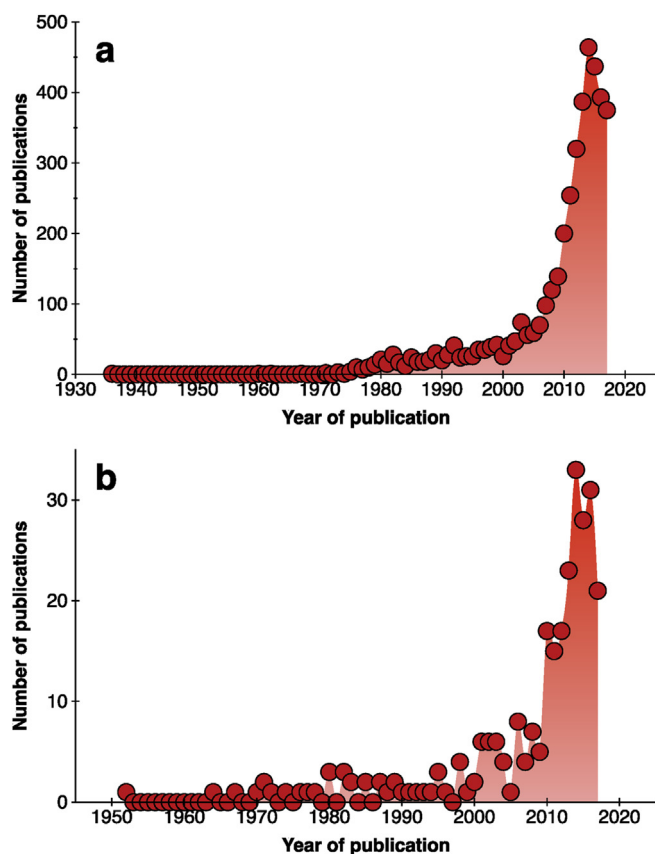 a
500
400
300
200
100
0
Number of publications
1930 1940 1950 1960 1970 1980 1990 2000 2010 2020
Year of publication
b
30
20
10
0
Number of publications
1950 1960 1970 1980 1990 2000 2010 2020
Year of publication